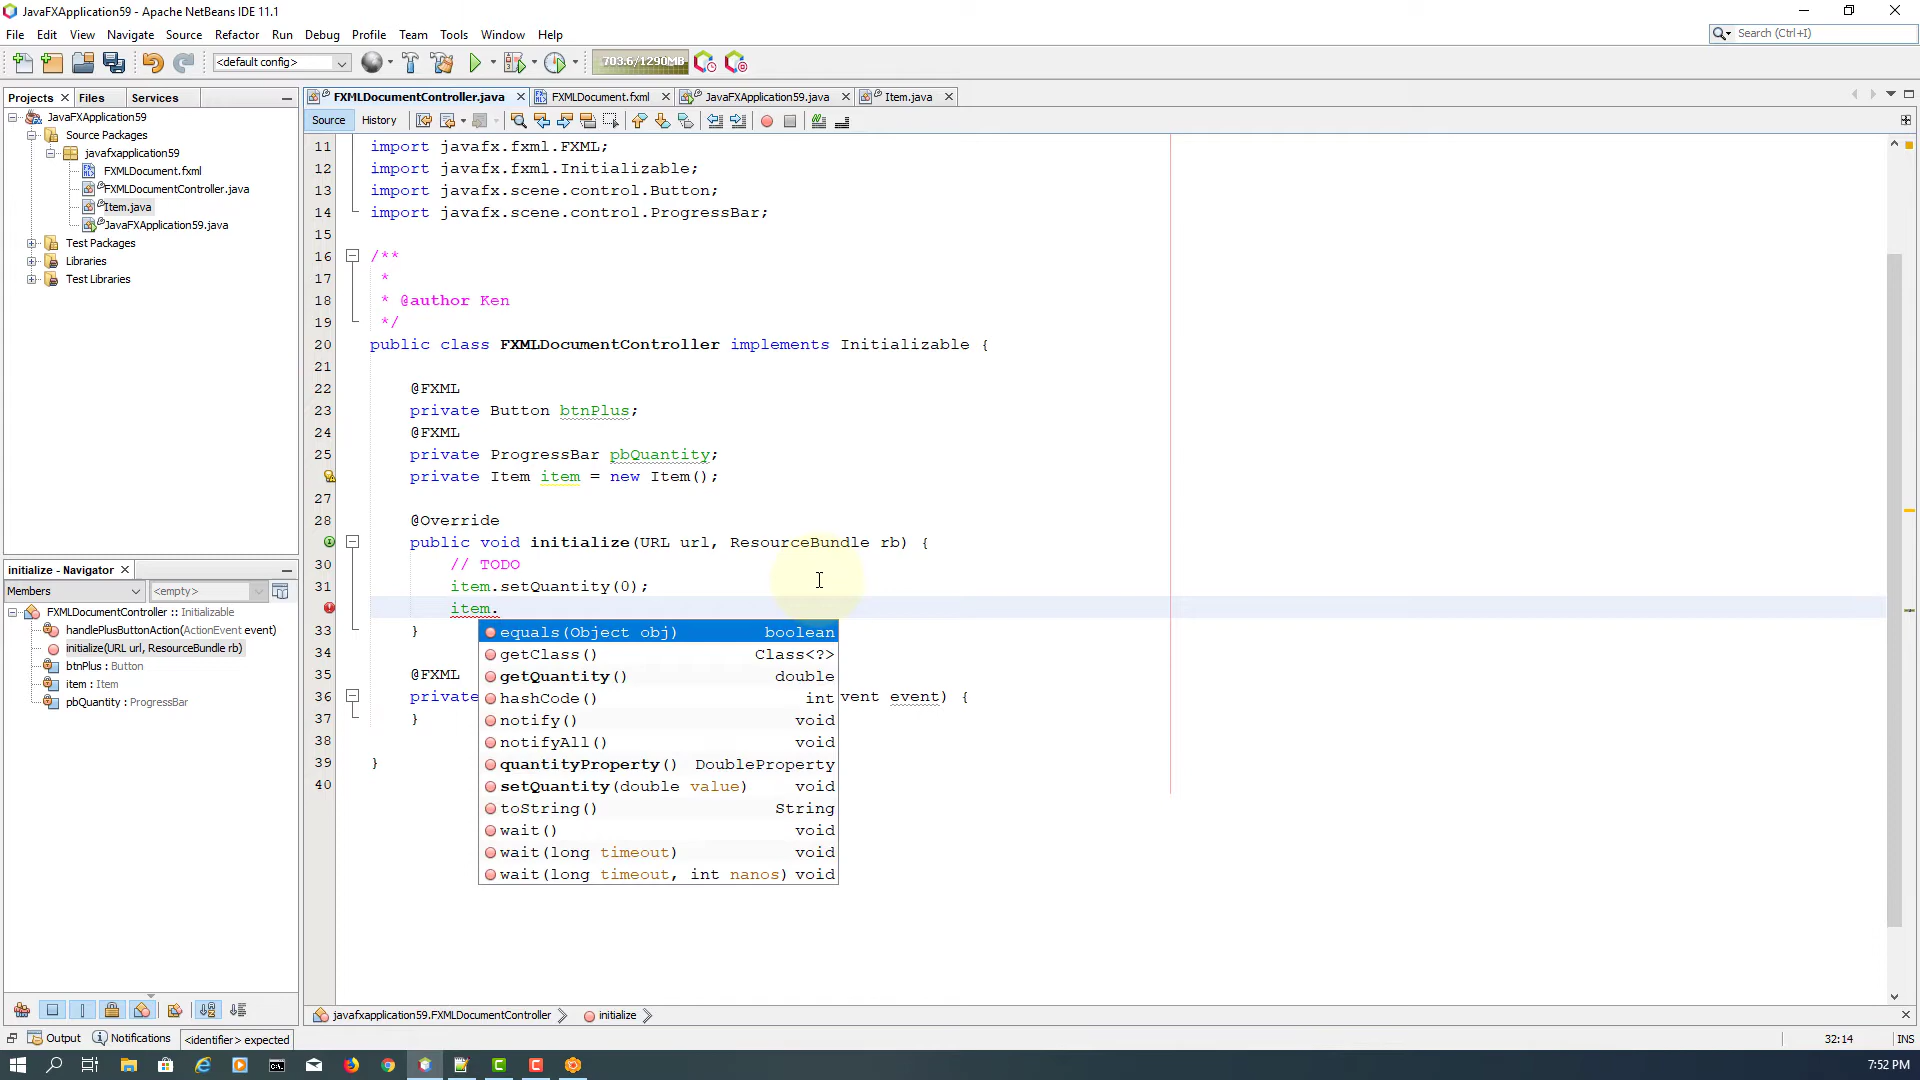 JavaFXApplication59 - Apache NetBeans IDE 11.1
File Edit View Navigate Source Refactor Run Debug Profile Team Tools Window Help
Search (Ctrl+I)
<default config>
703.6/1290MB
Projects Files Services
FXMLDocumentController.java FXMLDocument.fxml JavaFXApplication59.java Item.java
Source History
JavaFXApplication59
Source Packages
javafxapplication59
FXMLDocument.fxml
FXMLDocumentController.java
Item.java
JavaFXApplication59.java
Test Packages
Libraries
Test Libraries
initialize - Navigator
Members <empty>
FXMLDocumentController :: Initializable
handlePlusButtonAction(ActionEvent event)
initialize(URL url, ResourceBundle rb)
btnPlus : Button
item : Item
pbQuantity : ProgressBar
11 import javafx.fxml.FXML;
12 import javafx.fxml.Initializable;
13 import javafx.scene.control.Button;
14 import javafx.scene.control.ProgressBar;
15
16 /**
17 *
18 * @author Ken
19 */
20 public class FXMLDocumentController implements Initializable {
21
22 @FXML
23 private Button btnPlus;
24 @FXML
25 private ProgressBar pbQuantity;
private Item item = new Item();
27
28 @Override
public void initialize(URL url, ResourceBundle rb) {
30 // TODO
31 item.setQuantity(0);
item.
33 }
34
35 @FXML
36 private vent event) {
37 }
38
39 }
40
equals(Object obj) boolean
getClass() Class<?>
getQuantity() double
hashCode() int
notify() void
notifyAll() void
quantityProperty() DoubleProperty
setQuantity(double value) void
toString() String
wait() void
wait(long timeout) void
wait(long timeout, int nanos) void
javafxapplication59.FXMLDocumentController initialize
Output Notifications <identifier> expected
32:14 INS
7:52 PM